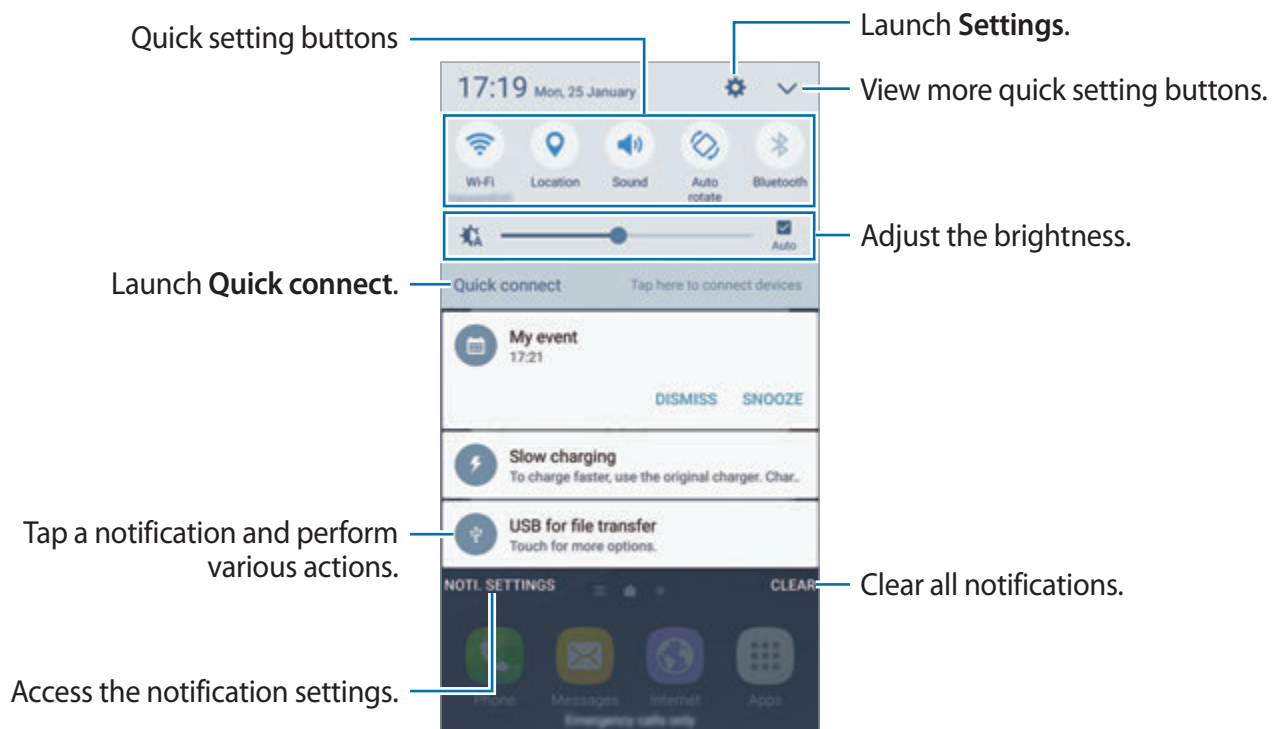 Quick setting buttons
Launch Settings.
17:19 Mon, 25 January
View more quick setting buttons.
Wi-Fi
Location
Sound
Auto rotate
Bluetooth
A
Auto
Adjust the brightness.
Launch Quick connect.
Quick connect
Tap here to connect devices
My event
17:21
DISMISS
SNOOZE
Slow charging
To charge faster, use the original charger. Char..
Tap a notification and perform
various actions.
USB for file transfer
Touch for more options.
NOTI. SETTINGS
CLEAR
Clear all notifications.
Access the notification settings.
Phone
Messages
Internet
Apps
Emergency calls only